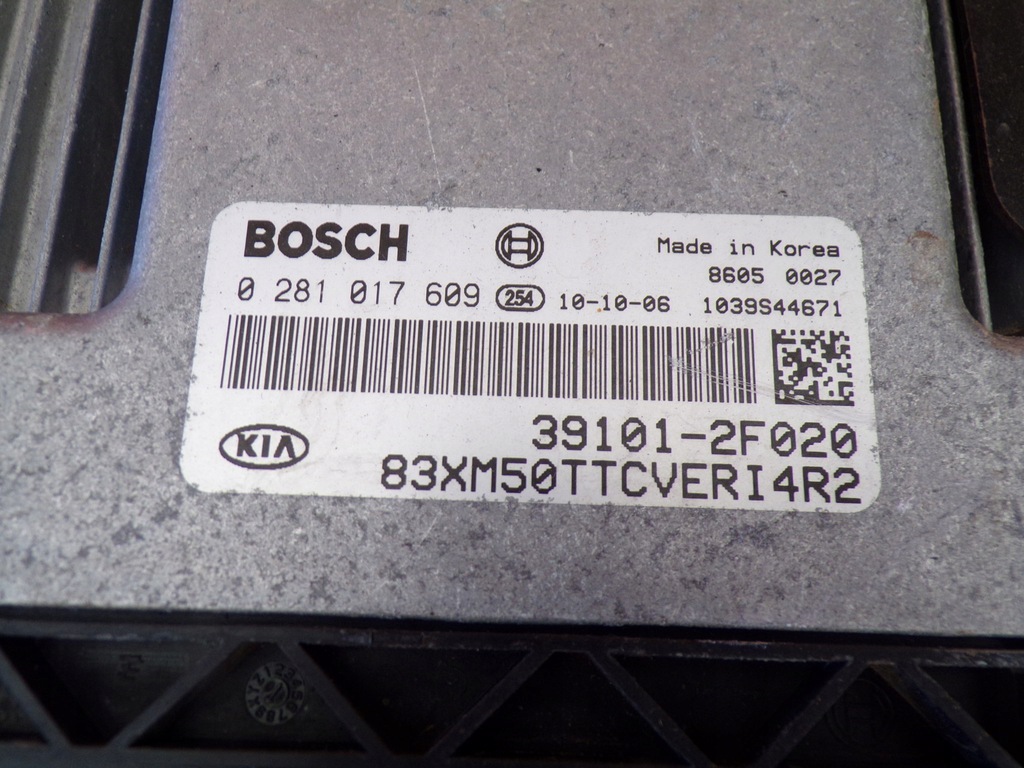 BOSCH
Made in Korea
8605 0027
0 281 017 609 254 10-10-06 1039S44671
KIA
39101-2F020
83XM50TTCVERI4R2